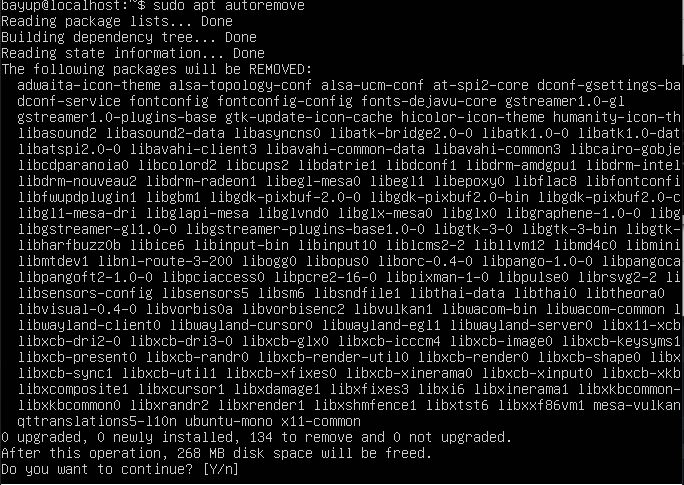 bayup@localhost:~$ sudo apt autoremove
Reading package lists... Done
Building dependency tree... Done
Reading state information... Done
The following packages will be REMOVED:
adwaita-icon-theme alsa-topology-conf alsa-ucm-conf at-spi2-core dconf-gsettings-ba
dconf-service fontconfig fontconfig-config fonts-dejavu-core gstreamer1.0-gl
gstreamer1.0-plugins-base gtk-update-icon-cache hicolor-icon-theme humanity-icon-th
libasound2 libasound2-data libasyncns0 libatk-bridge2.0-0 libatk1.0-0 libatk1.0-dat
libatspi2.0-0 libavahi-client3 libavahi-common-data libavahi-common3 libcairo-gobje
libcdparanoia0 libcolord2 libcups2 libdatrie1 libdconf1 libdrm-amdgpu1 libdrm-intel
libdrm-nouveau2 libdrm-radeon1 libegl-mesa0 libegl1 libepoxy0 libflac8 libfontconfi
libfwupdplugin1 libgbm1 libgdk-pixbuf-2.0-0 libgdk-pixbuf2.0-bin libgdk-pixbuf2.0-c
libgl1-mesa-dri libglapi-mesa libglvnd0 libglx-mesa0 libglx0 libgraphene-1.0-0 libg
libgstreamer-gl1.0-0 libgstreamer-plugins-base1.0-0 libgtk-3-0 libgtk-3-bin libgtk-
libharfbuzz0b libice6 libinput-bin libinput10 liblcms2-2 libllvm12 libmd4c0 libmini
libmtdev1 libnl-route-3-200 libogg0 libopus0 liborc-0.4-0 libpango-1.0-0 libpangoca
libpangoft2-1.0-0 libpciaccess0 libpcre2-16-0 libpixman-1-0 libpulse0 librsvg2-2 li
libsensors-config libsensors5 libsm6 libsndfile1 libthai-data libthai0 libtheora0
libvisual-0.4-0 libvorbis0a libvorbisenc2 libvulkan1 libwacom-bin libwacom-common l
libwayland-client0 libwayland-cursor0 libwayland-egl1 libwayland-server0 libx11-xcb
libxcb-dri2-0 libxcb-dri3-0 libxcb-glx0 libxcb-icccm4 libxcb-image0 libxcb-keysyms1
libxcb-present0 libxcb-randr0 libxcb-render-util0 libxcb-render0 libxcb-shape0 libx
libxcb-sync1 libxcb-util1 libxcb-xfixes0 libxcb-xinerama0 libxcb-xinput0 libxcb-xkb
libxcomposite1 libxcursor1 libxdamage1 libxfixes3 libxi6 libxinerama1 libxkbcommon-
libxkbcommon0 libxrandr2 libxrender1 libxshmfence1 libxtst6 libxxf86vm1 mesa-vulkan
qttranslations5-l10n ubuntu-mono x11-common
0 upgraded, 0 newly installed, 134 to remove and 0 not upgraded.
After this operation, 268 MB disk space will be freed.
Do you want to continue? [Y/n]